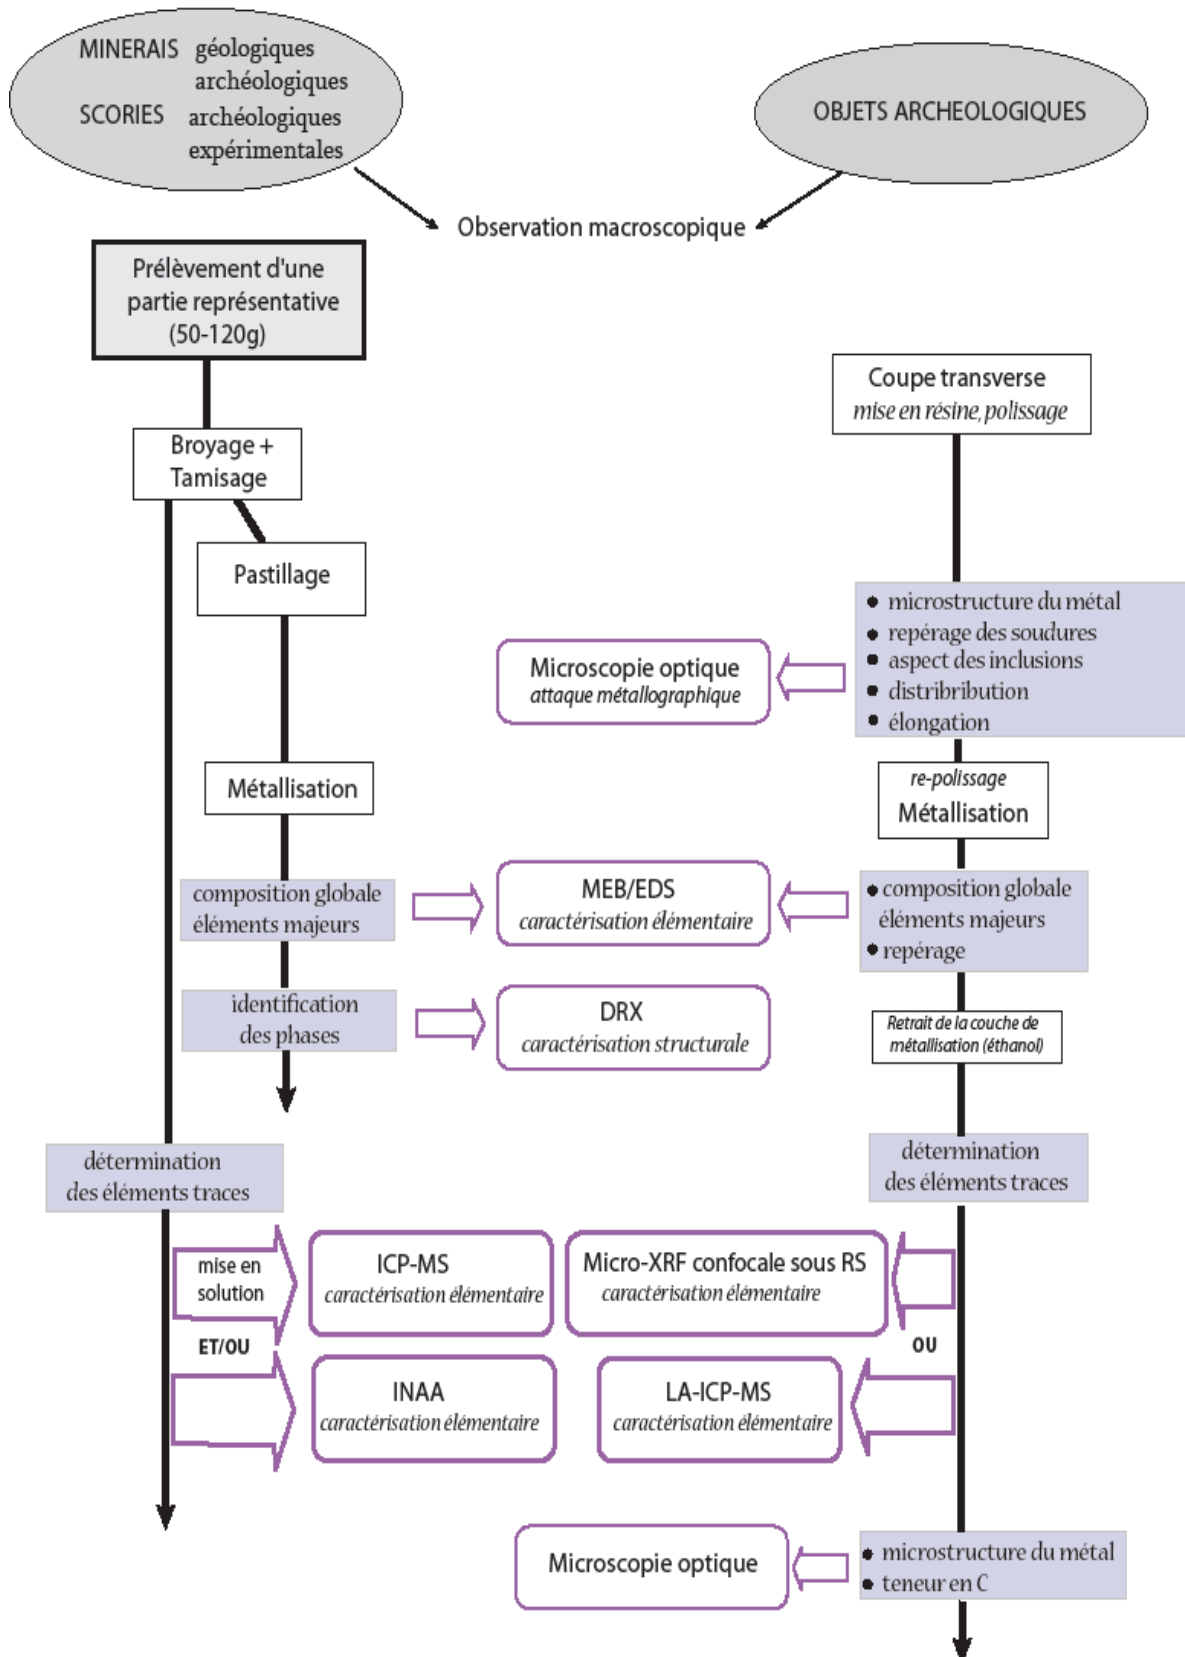 MINERAIS géologiques
archéologiques
SCORIES archéologiques
expérimentales
OBJETS ARCHEOLOGIQUES
Observation macroscopique
Prélèvement d'une
partie représentative
(50-120g)
Coupe transverse
mise en résine, polissage
Broyage +
Tamisage
Pastillage
• microstructure du métal
• repérage des soudures
• aspect des inclusions
• distribribution
• élongation
Microscopie optique
attaque métallographique
Métallisation
re-polissage
Métallisation
composition globale
éléments majeurs
MEB/EDS
caractérisation élémentaire
• composition globale
éléments majeurs
• repérage
identification
des phases
DRX
caractérisation structurale
Retrait de la couche de
métallisation (éthanol)
détermination
des éléments traces
détermination
des éléments traces
mise en
solution
ICP-MS
caractérisation élémentaire
Micro-XRF confocale sous RS
caractérisation élémentaire
ET/OU
OU
INAA
caractérisation élémentaire
LA-ICP-MS
caractérisation élémentaire
Microscopie optique
• microstructure du métal
• teneur en C